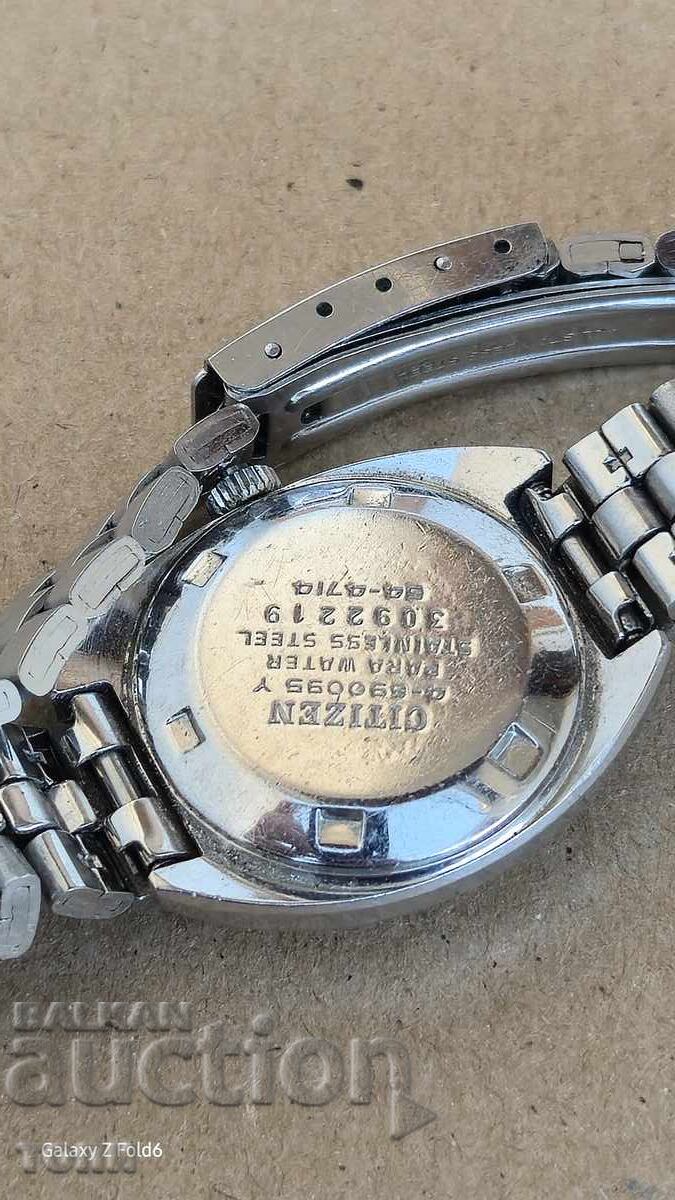 CITIZEN
4-690095 Y
PARA WATER
STAINLESS STEEL
3092219
64-4714
BALKAN
auction
Galaxy Z Fold6